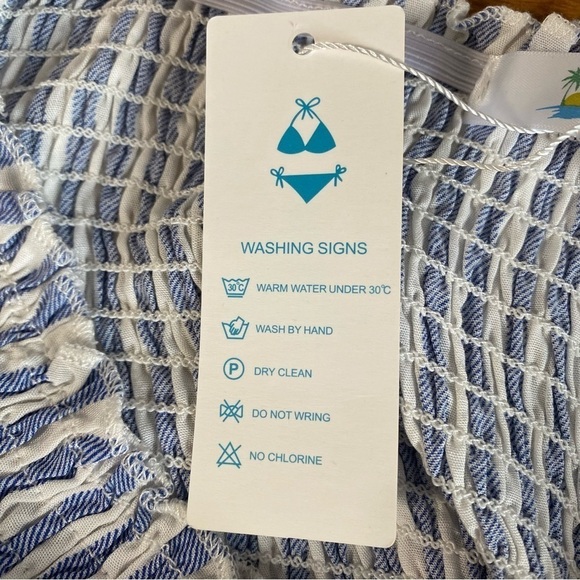 WASHING SIGNS
30°C WARM WATER UNDER 30°C
WASH BY HAND
P DRY CLEAN
DO NOT WRING
NO CHLORINE